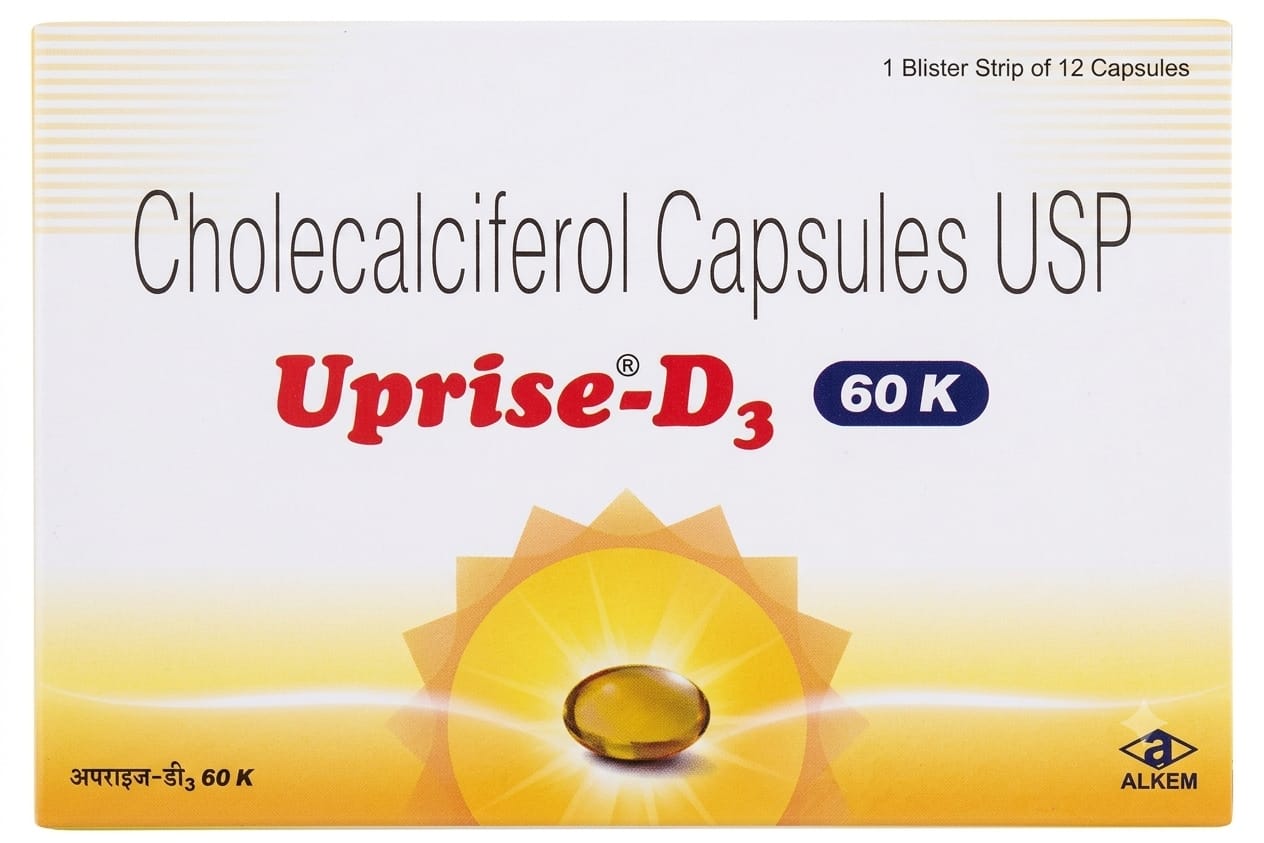 1 Blister Strip of 12 Capsules
Cholecalciferol Capsules USP
Uprise®-D₃ 60 K
अपराइज-डी₃ 60 K
a
ALKEM